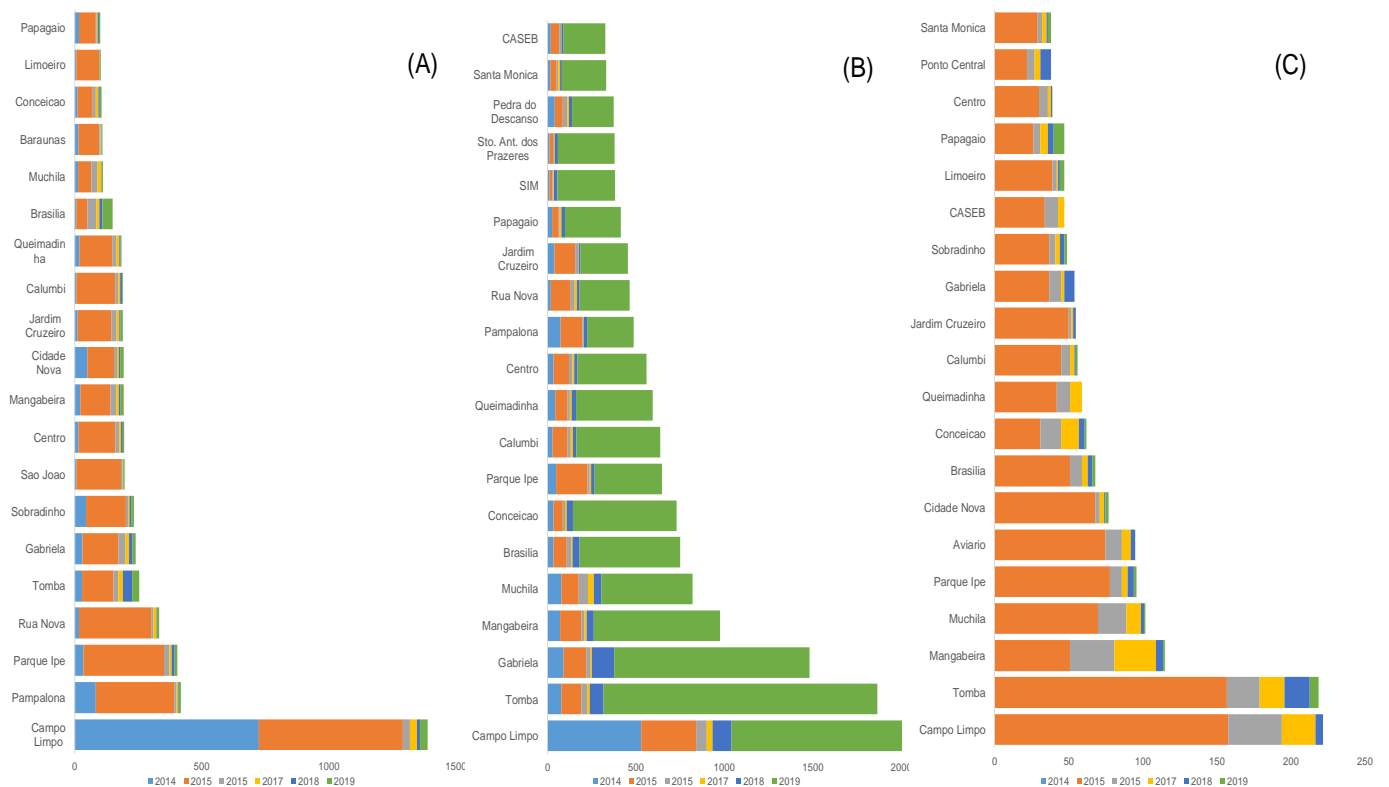 (A)
Papagaio
Limoeiro
Conceicao
Baraunas
Muchila
Brasilia
Queimadin
ha
Calumbi
Jardim
Cruzeiro
Cidade
Nova
Mangabeira
Centro
Sao Joao
Sobradinho
Gabriela
Tomba
Rua Nova
Parque Ipe
Pampalona
Campo
Limpo
0 500 1000 1500
2014 2015 2015 2017 2018 2019
(B)
CASEB
Santa Monica
Pedra do
Descanso
Sto. Ant. dos
Prazeres
SIM
Papagaio
Jardim
Cruzeiro
Rua Nova
Pampalona
Centro
Queimadinha
Calumbi
Parque Ipe
Conceicao
Brasilia
Muchila
Mangabeira
Gabriela
Tomba
Campo Limpo
0 500 1000 1500 2000
2014 2015 2015 2017 2018 2019
(C)
Santa Monica
Ponto Central
Centro
Papagaio
Limoeiro
CASEB
Sobradinho
Gabriela
Jardim Cruzeiro
Calumbi
Queimadinha
Conceicao
Brasilia
Cidade Nova
Aviario
Parque Ipe
Muchila
Mangabeira
Tomba
Campo Limpo
0 50 100 150 200 250
2014 2015 2015 2017 2018 2019